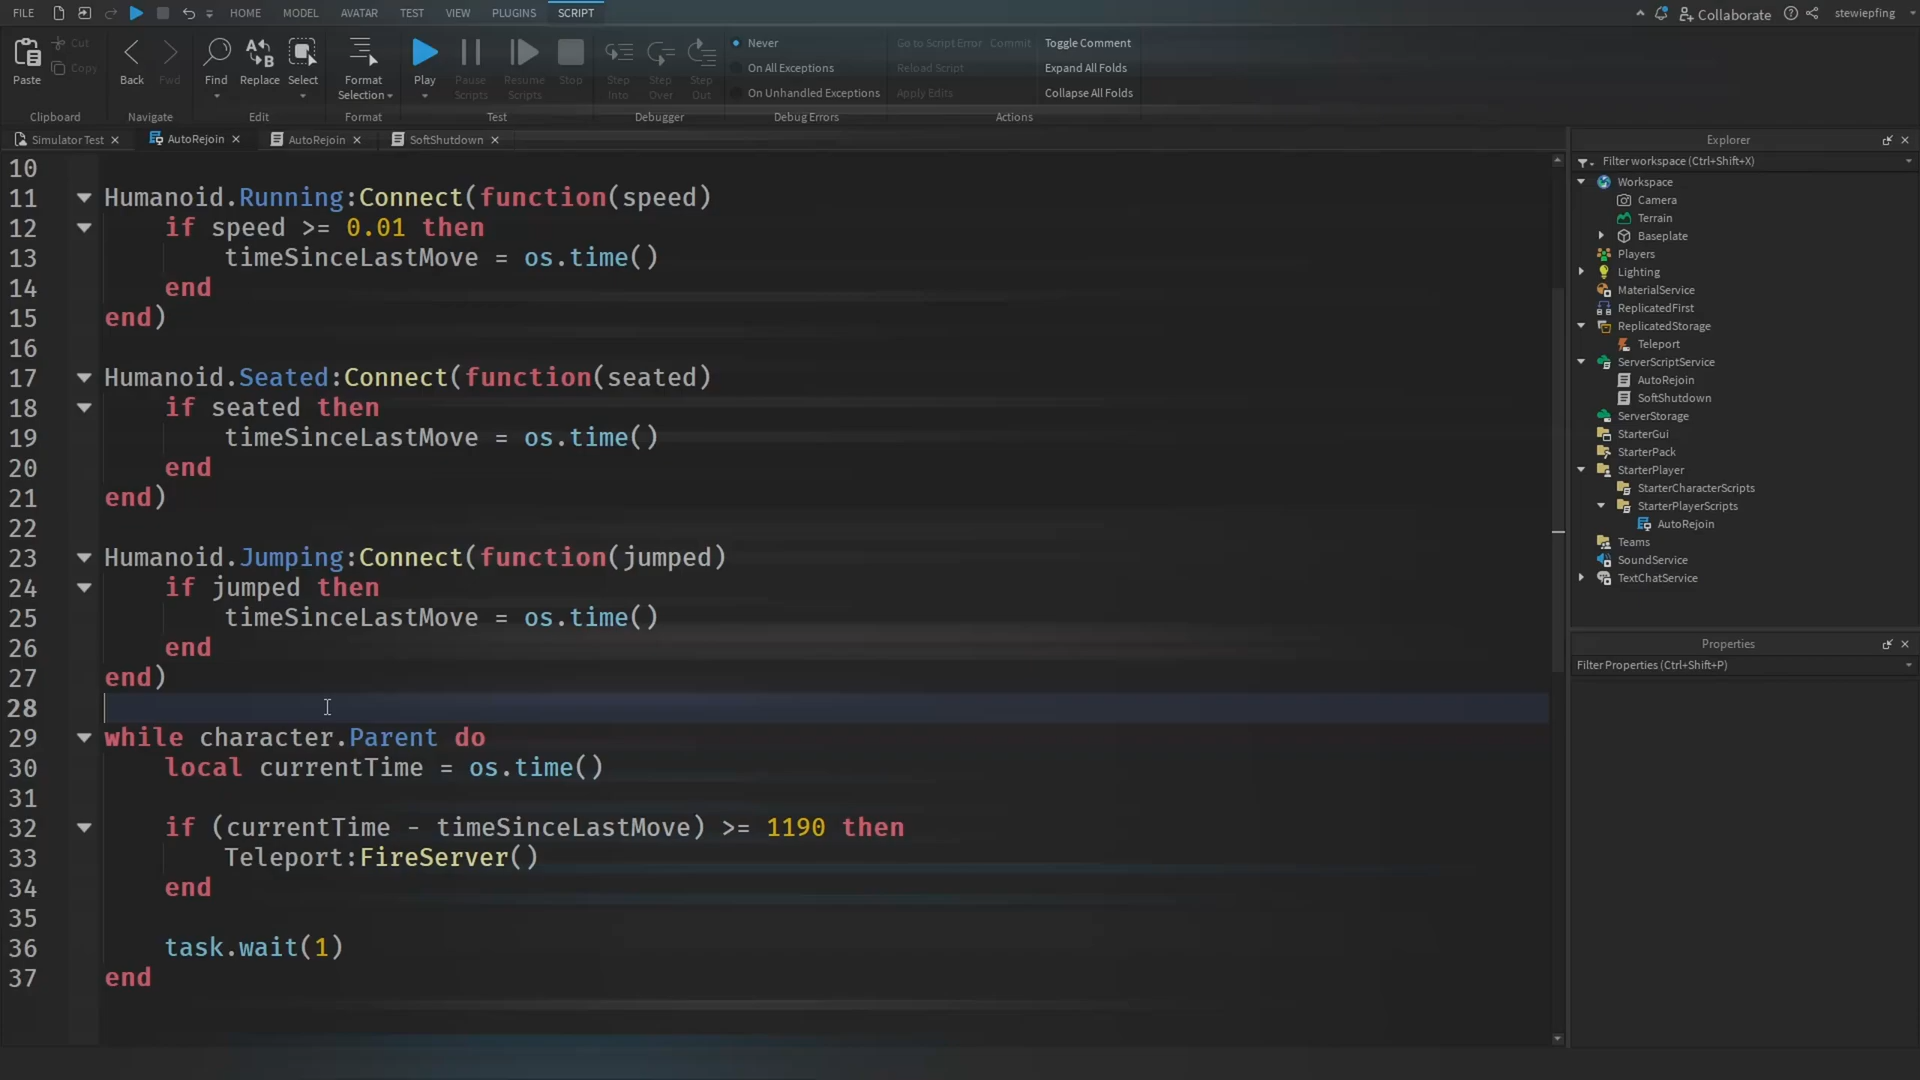 FILE HOME MODEL AVATAR TEST VIEW PLUGINS SCRIPT Collaborate stewiepfing
Paste Cut Copy Back Fwd Find Replace Select Format Selection Play Pause Scripts Resume Scripts Stop Step Into Step Over Step Out
Never
On All Exceptions
On Unhandled Exceptions
Go to Script Error Commit
Reload Script
Apply Edits
Toggle Comment
Expand All Folds
Collapse All Folds
Clipboard Navigate Edit Format Test Debugger Debug Errors Actions
Simulator Test AutoRejoin AutoRejoin SoftShutdown
10
11 Humanoid.Running:Connect(function(speed)
12 if speed >= 0.01 then
13 timeSinceLastMove = os.time()
14 end
15 end)
16
17 Humanoid.Seated:Connect(function(seated)
18 if seated then
19 timeSinceLastMove = os.time()
20 end
21 end)
22
23 Humanoid.Jumping:Connect(function(jumped)
24 if jumped then
25 timeSinceLastMove = os.time()
26 end
27 end)
28
29 while character.Parent do
30 local currentTime = os.time()
31
32 if (currentTime - timeSinceLastMove) >= 1190 then
33 Teleport:FireServer()
34 end
35
36 task.wait(1)
37 end
Explorer
Filter workspace (Ctrl+Shift+X)
Workspace
Camera
Terrain
Baseplate
Players
Lighting
MaterialService
ReplicatedFirst
ReplicatedStorage
Teleport
ServerScriptService
AutoRejoin
SoftShutdown
ServerStorage
StarterGui
StarterPack
StarterPlayer
StarterCharacterScripts
StarterPlayerScripts
AutoRejoin
Teams
SoundService
TextChatService
Properties
Filter Properties (Ctrl+Shift+P)